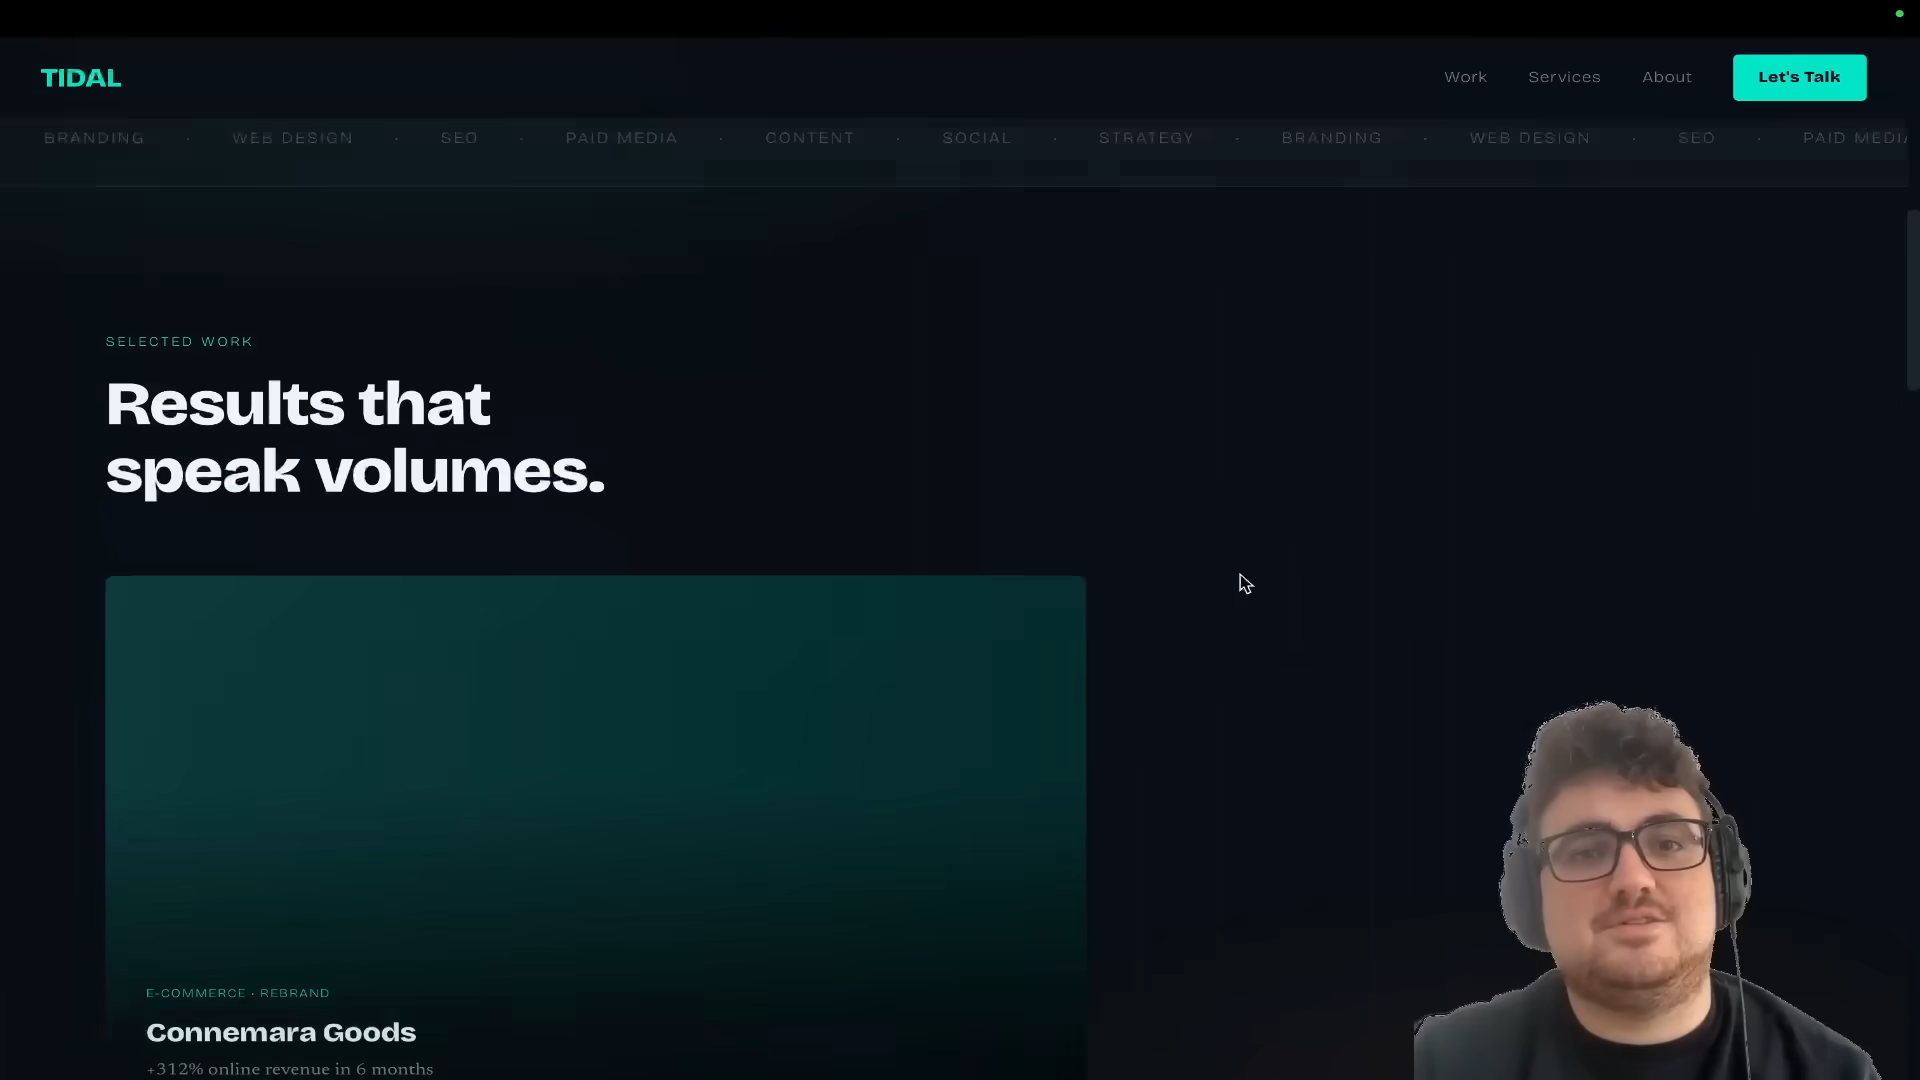 TIDAL
Work Services About Let's Talk
BRANDING · WEB DESIGN · SEO · PAID MEDIA · CONTENT · SOCIAL · STRATEGY · BRANDING · WEB DESIGN · SEO · PAID MEDIA
SELECTED WORK
Results that
speak volumes.
E-COMMERCE · REBRAND
Connemara Goods
+312% online revenue in 6 months